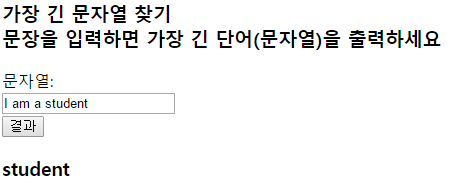 가장 긴 문자열 찾기
문장을 입력하면 가장 긴 단어(문자열)을 출력하세요
문자열:
I am a student
결과
student